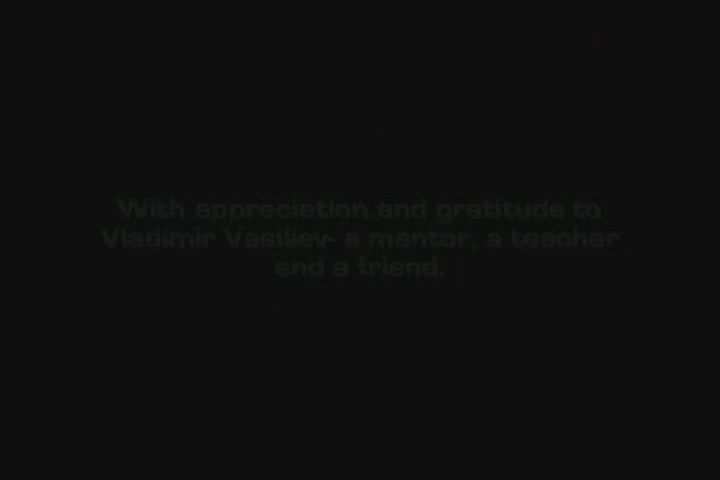 With appreciation and gratitude to
Vladimir Vasiliev- a mentor, a teacher
and a friend.